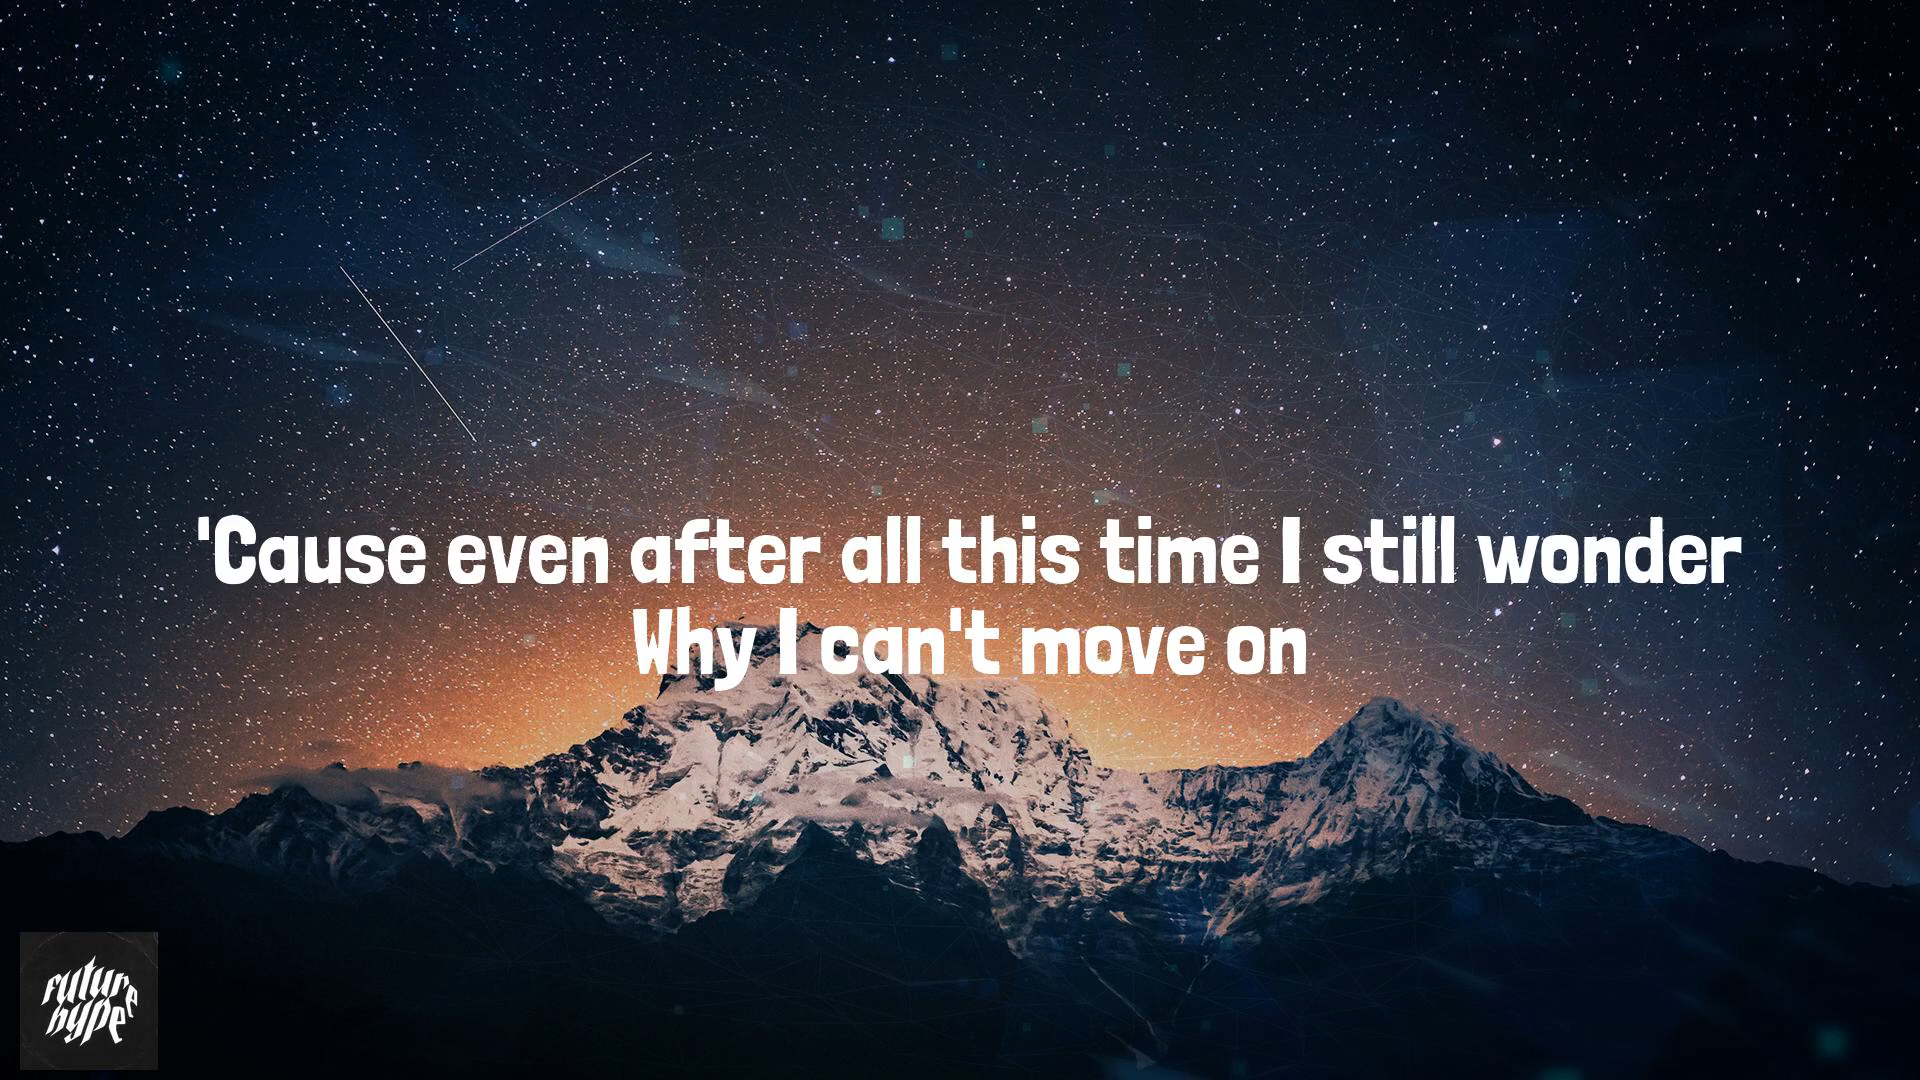 'Cause even after all this time I still wonder
Why I can't move on
future
hype